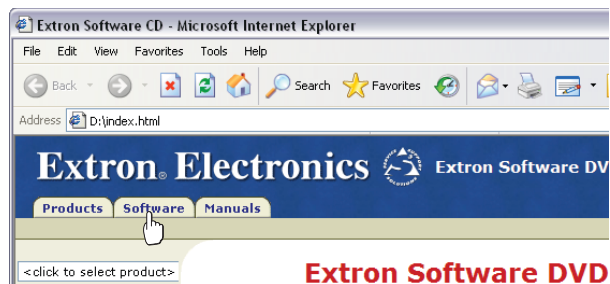 Extron Software CD - Microsoft Internet Explorer
File Edit View Favorites Tools Help
Back Search Favorites
Address D:\index.html
Extron® Electronics Extron Software DV
Products Software Manuals
<click to select product>
Extron Software DVD